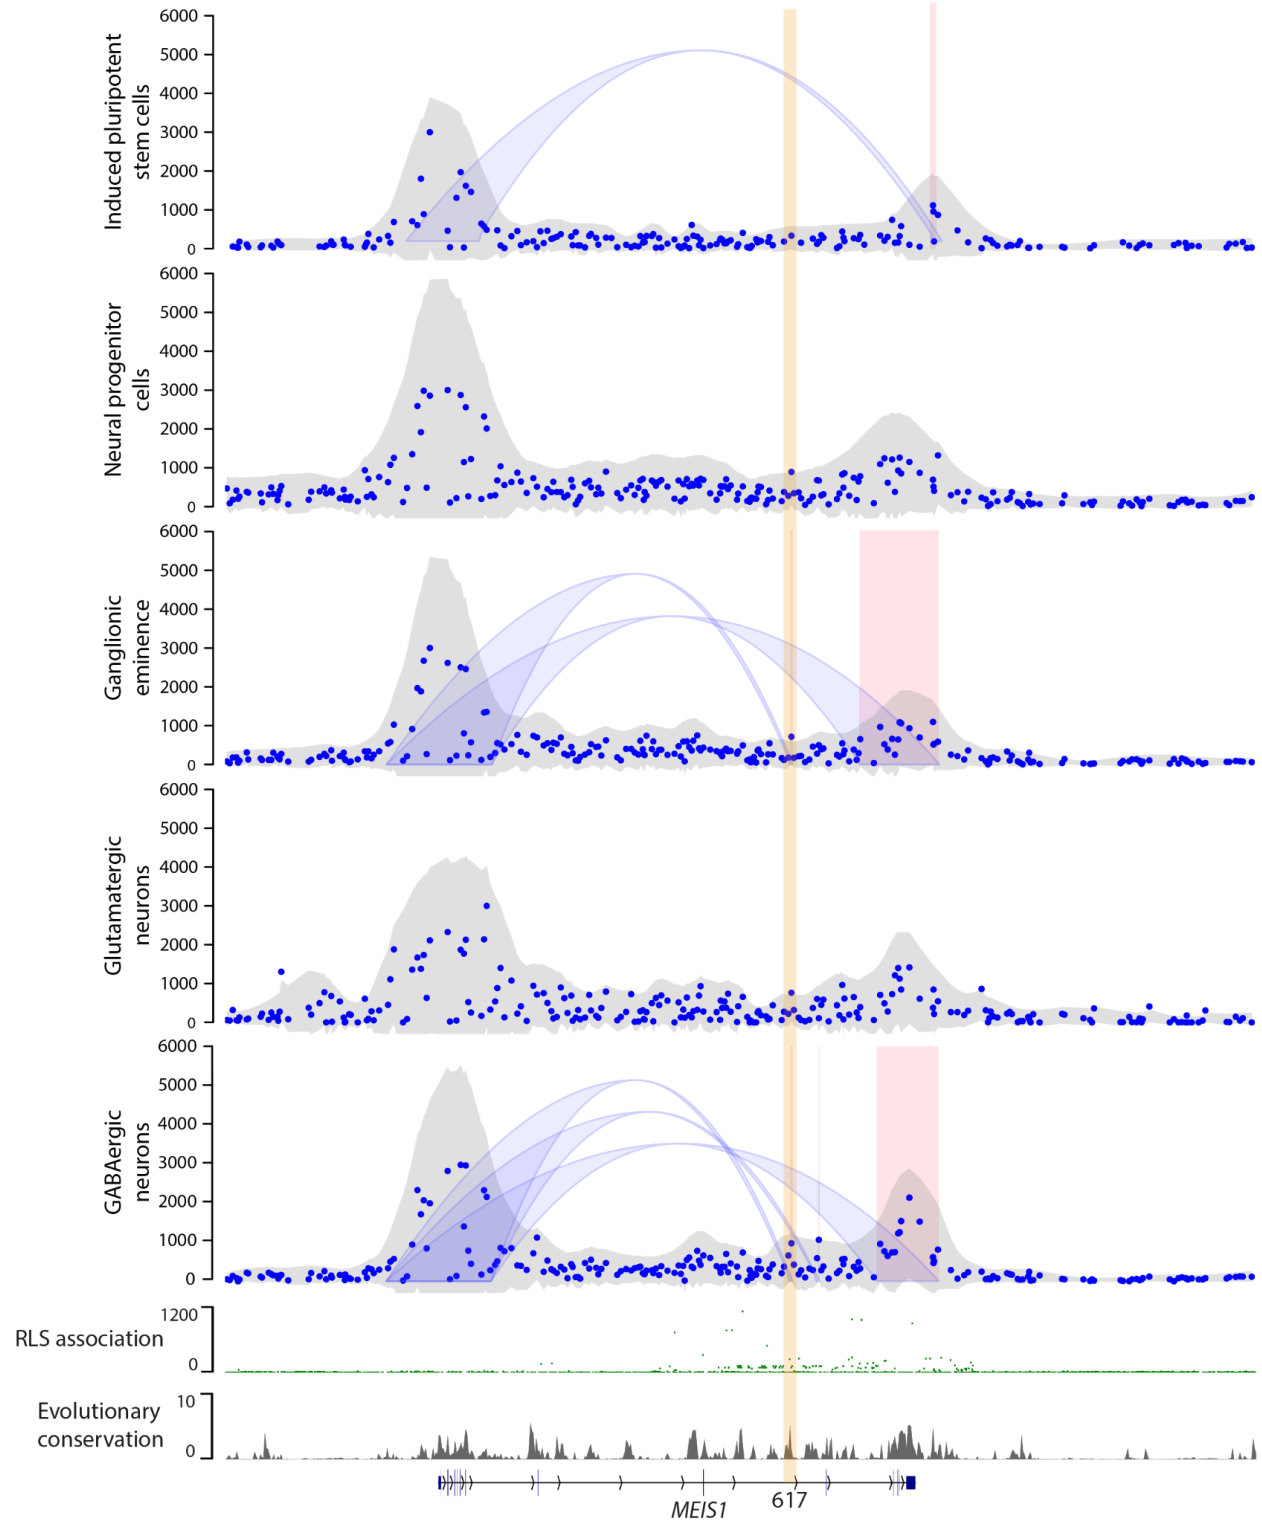 6000
5000
4000
3000
2000
1000
0
Induced pluripotent
stem cells
6000
5000
4000
3000
2000
1000
0
Neural progenitor
cells
6000
5000
4000
3000
2000
1000
0
Ganglionic
eminence
6000
5000
4000
3000
2000
1000
0
Glutamatergic
neurons
6000
5000
4000
3000
2000
1000
0
GABAergic
neurons
1200
RLS association
0
10
Evolutionary
conservation
0
MEIS1
617